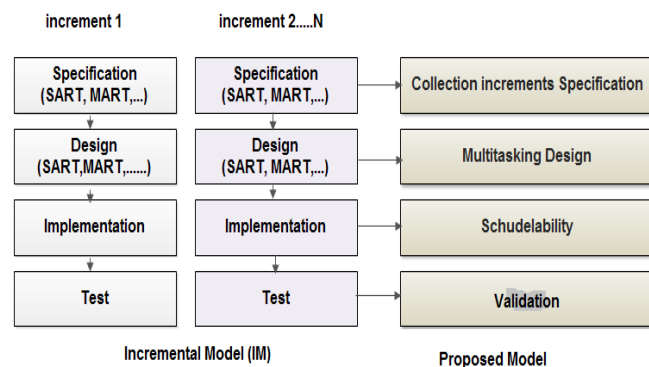 increment 1
increment 2.....N
Specification
(SART, MART,...)
Specification
(SART, MART,...)
Collection increments Specification
Design
(SART,MART,......)
Design
(SART, MART,...)
Multitasking Design
Implementation
Implementation
Schudelability
Test
Test
Validation
Incremental Model (IM)
Proposed Model